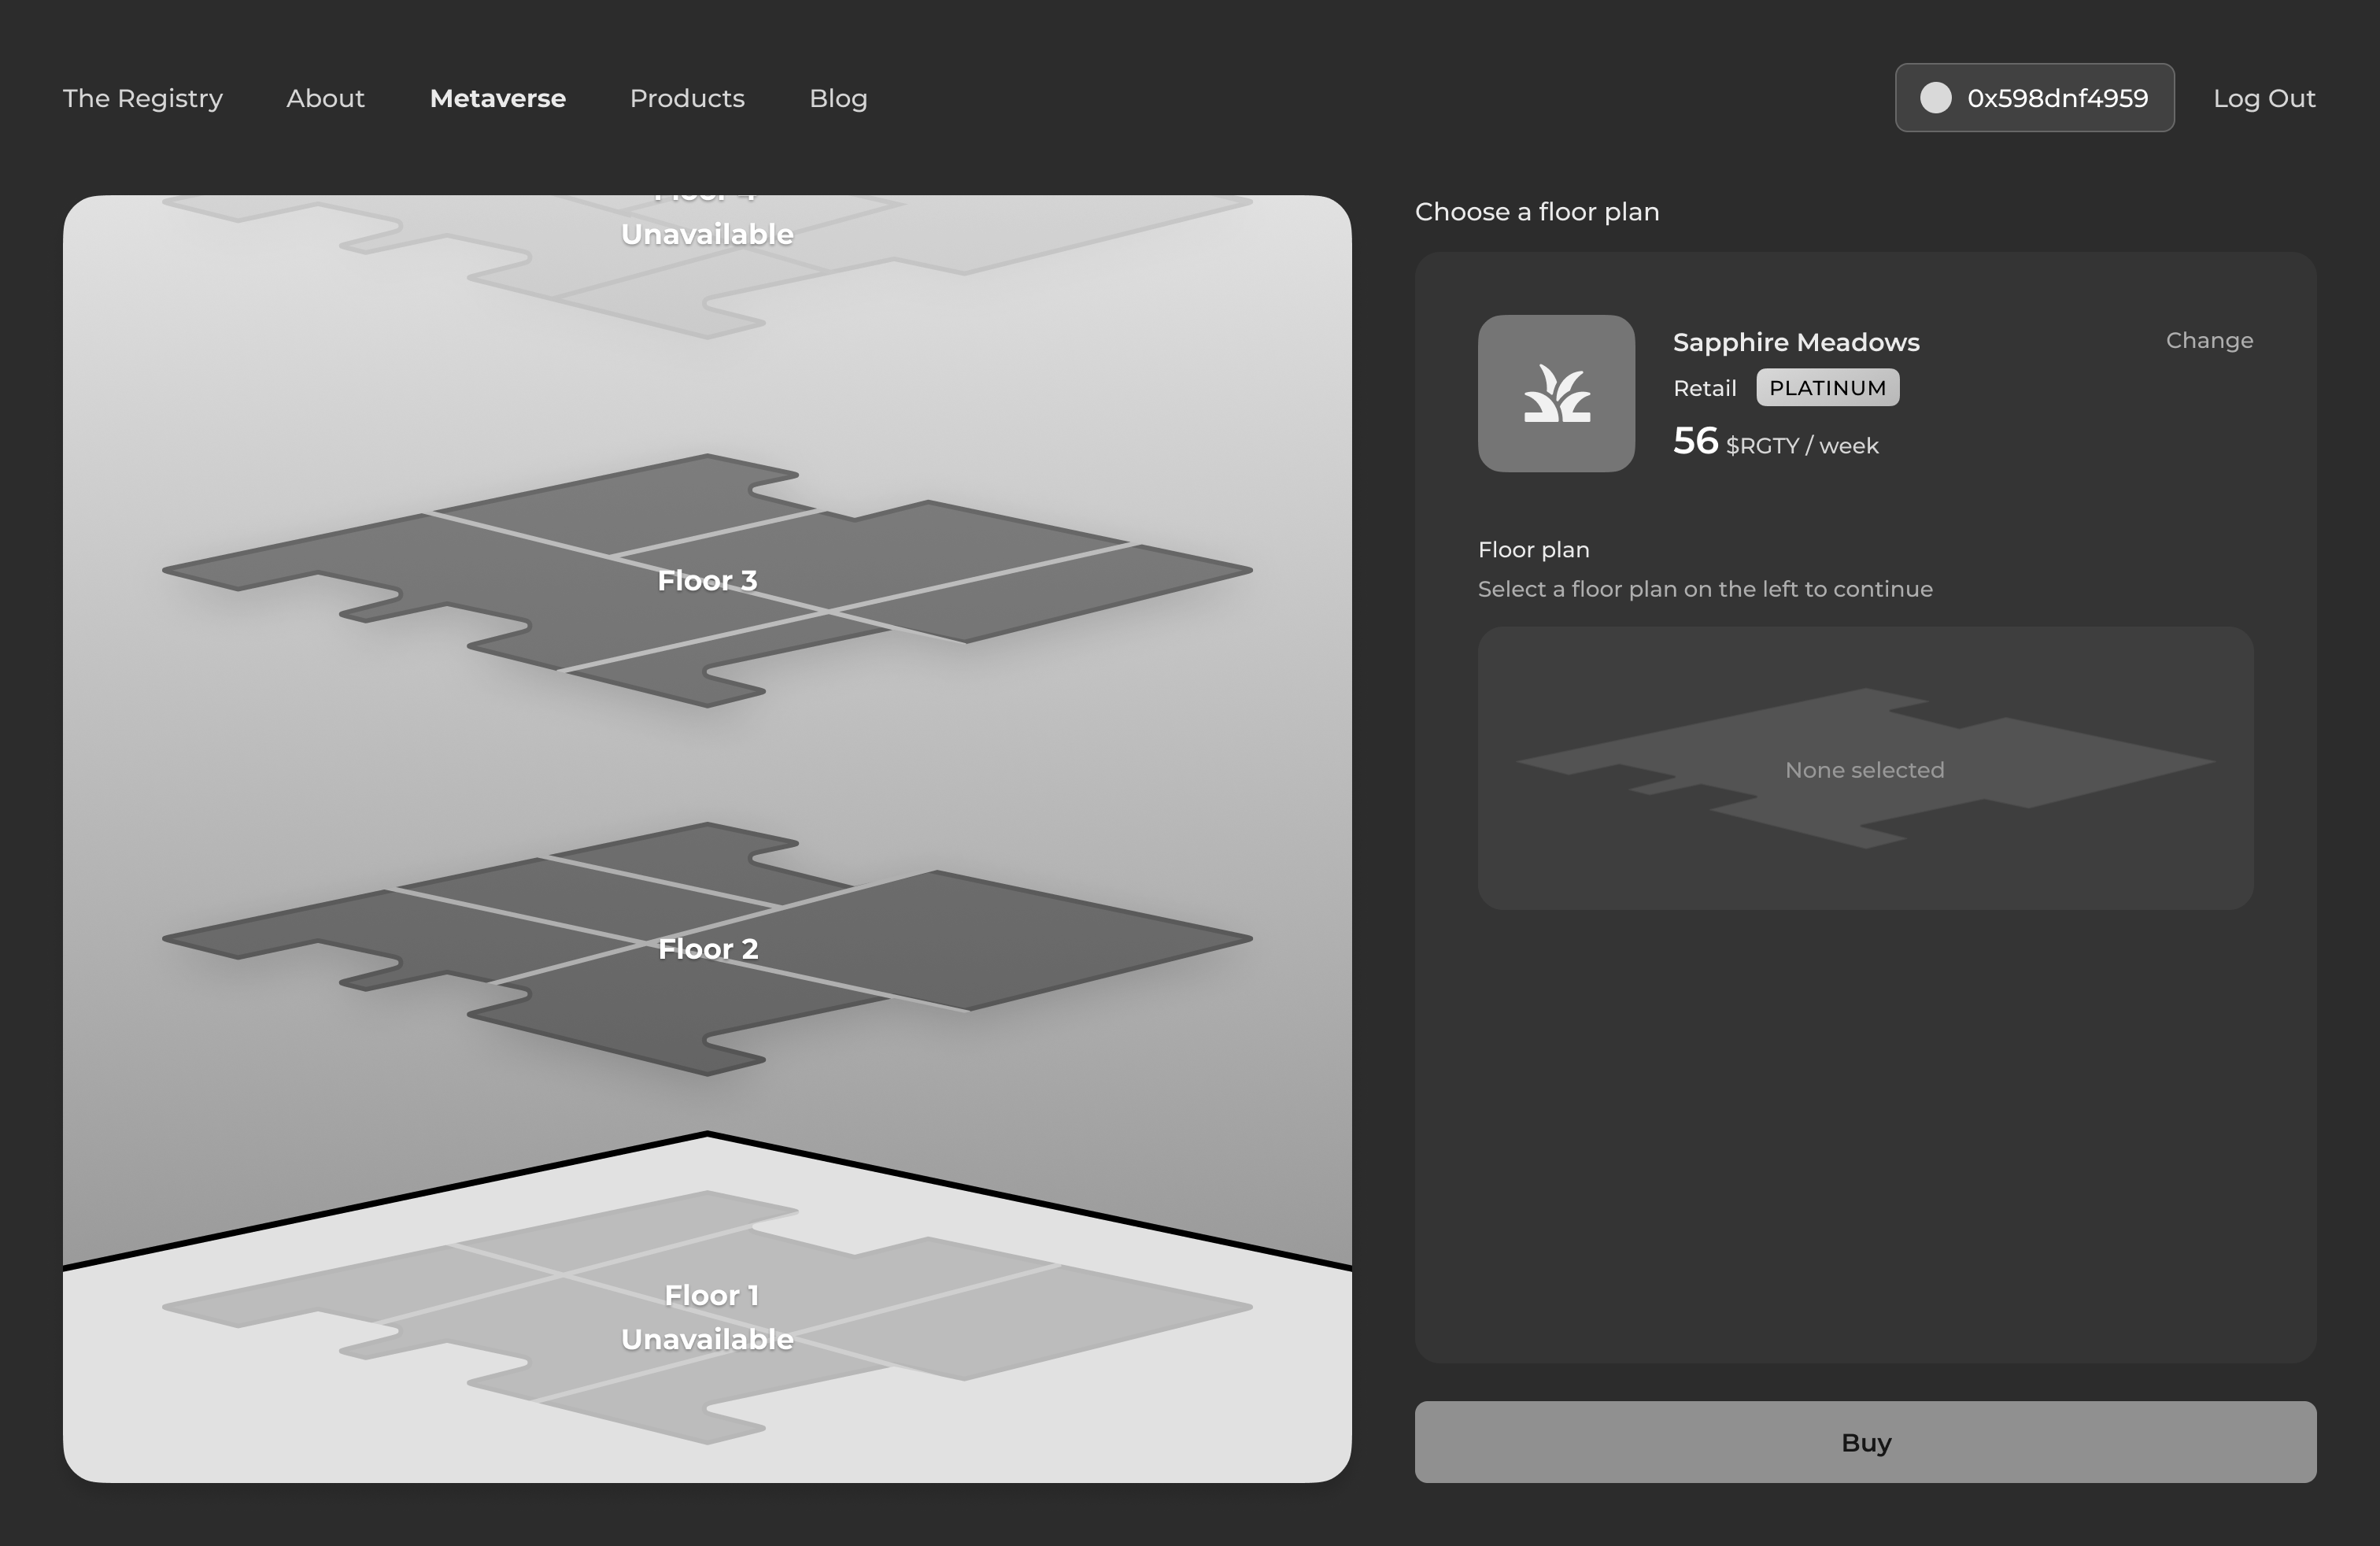 The Registry
About
Metaverse
Products
Blog
0x598dnf4959
Log Out
Floor 4
Unavailable
Floor 3
Floor 2
Floor 1
Unavailable
Choose a floor plan
Sapphire Meadows
Change
Retail
PLATINUM
56 $RGTY / week
Floor plan
Select a floor plan on the left to continue
None selected
Buy